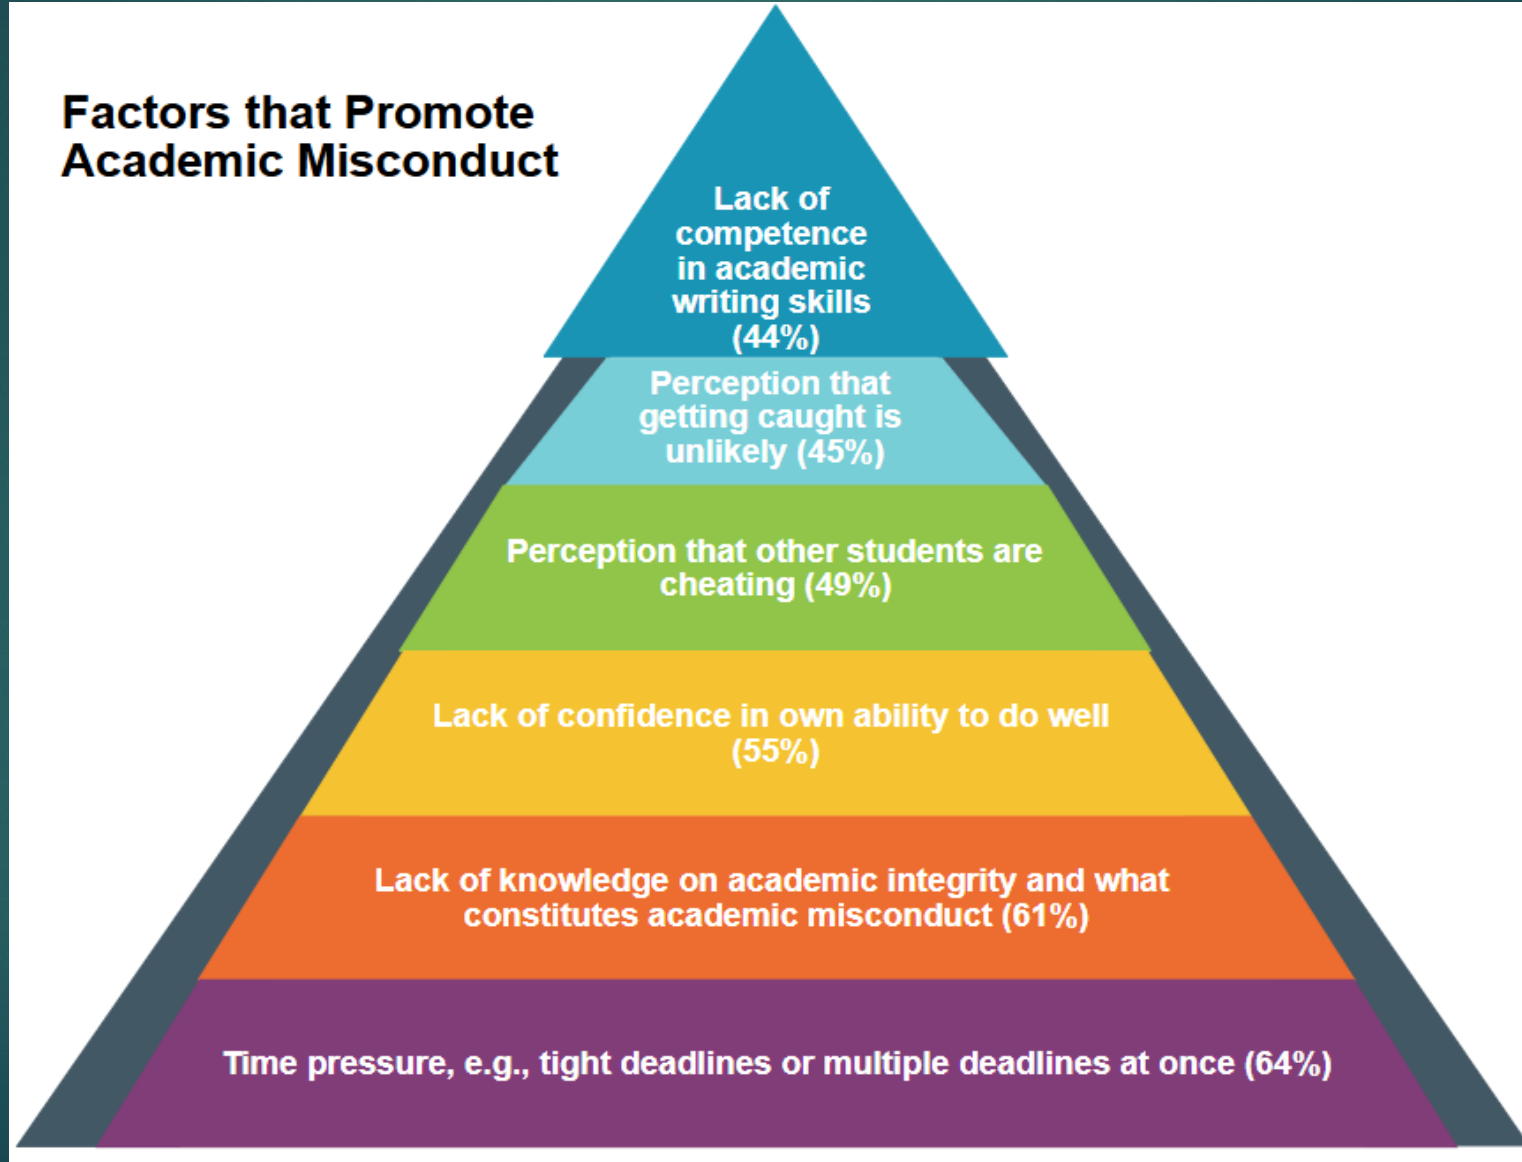 Factors that Promote
Academic Misconduct
Lack of
competence
in academic
writing skills
(44%)
Perception that
getting caught is
unlikely (45%)
Perception that other students are
cheating (49%)
Lack of confidence in own ability to do well
(55%)
Lack of knowledge on academic integrity and what
constitutes academic misconduct (61%)
Time pressure, e.g., tight deadlines or multiple deadlines at once (64%)